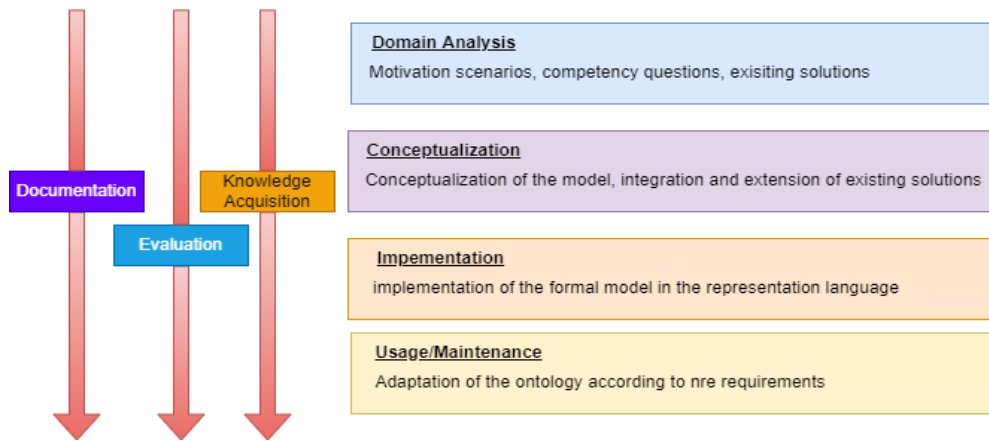 Domain Analysis
Motivation scenarios, competency questions, exisiting solutions
Conceptualization
Conceptualization of the model, integration and extension of existing solutions
Documentation
Knowledge
Acquisition
Evaluation
Impementation
implementation of the formal model in the representation language
Usage/Maintenance
Adaptation of the ontology according to nre requirements